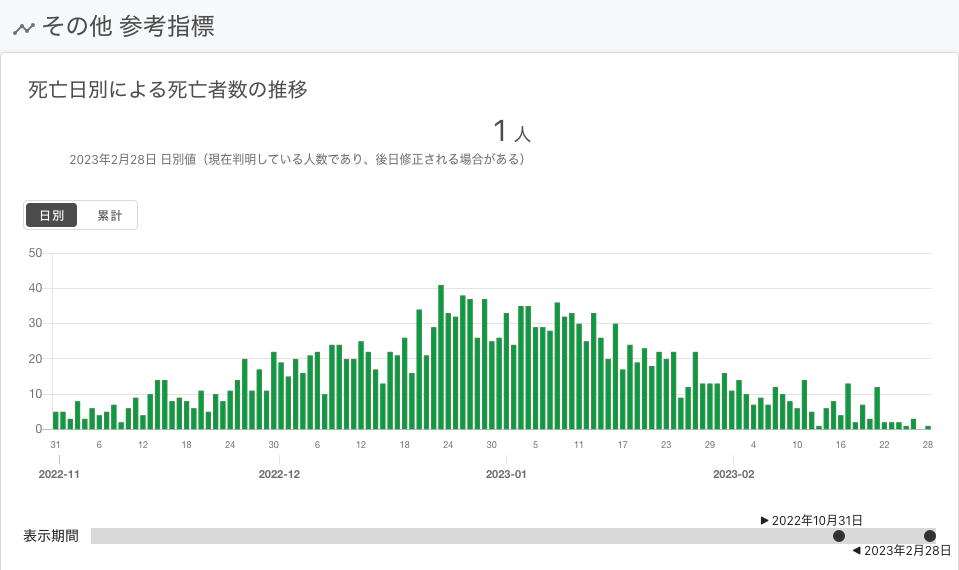 その他 参考指標
死亡日別による死亡者数の推移
1 人
2023年2月28日 日別値（現在判明している人数であり、後日修正される場合がある）
日別 累計
50
40
30
20
10
0
31 6 12 18 24 30 6 12 18 24 30 5 11 17 23 29 4 10 16 22 28
2022-11 2022-12 2023-01 2023-02
▶ 2022年10月31日
表示期間
◀ 2023年2月28日